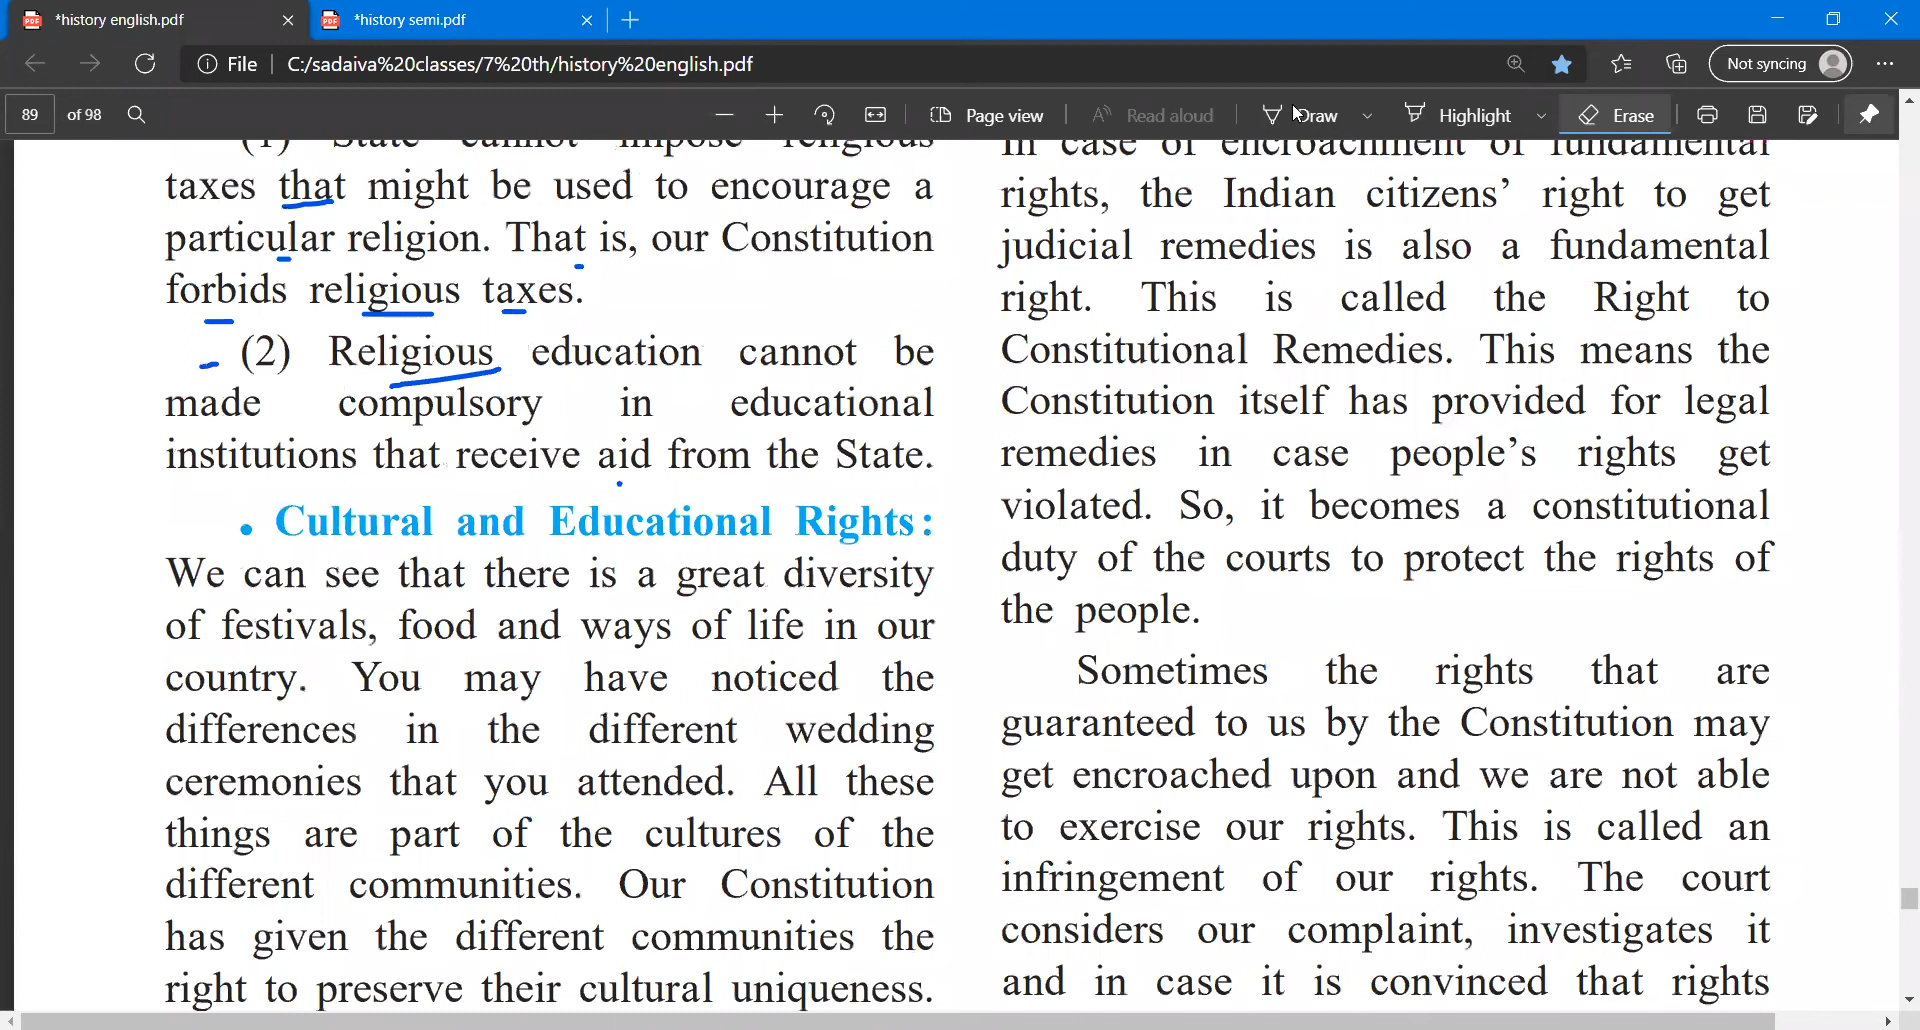 *history english.pdf
*history semi.pdf
File
C:/sadaiva%20classes/7%20th/history%20english.pdf
Not syncing
89 of 98
Page view
Read aloud
Draw
Highlight
Erase
(1) State cannot impose religious
taxes that might be used to encourage a
particular religion. That is, our Constitution
forbids religious taxes.
(2) Religious education cannot be
made compulsory in educational
institutions that receive aid from the State.
• Cultural and Educational Rights:
We can see that there is a great diversity
of festivals, food and ways of life in our
country. You may have noticed the
differences in the different wedding
ceremonies that you attended. All these
things are part of the cultures of the
different communities. Our Constitution
has given the different communities the
right to preserve their cultural uniqueness.
In case of encroachment of fundamental
rights, the Indian citizens’ right to get
judicial remedies is also a fundamental
right. This is called the Right to
Constitutional Remedies. This means the
Constitution itself has provided for legal
remedies in case people’s rights get
violated. So, it becomes a constitutional
duty of the courts to protect the rights of
the people.
Sometimes the rights that are
guaranteed to us by the Constitution may
get encroached upon and we are not able
to exercise our rights. This is called an
infringement of our rights. The court
considers our complaint, investigates it
and in case it is convinced that rights